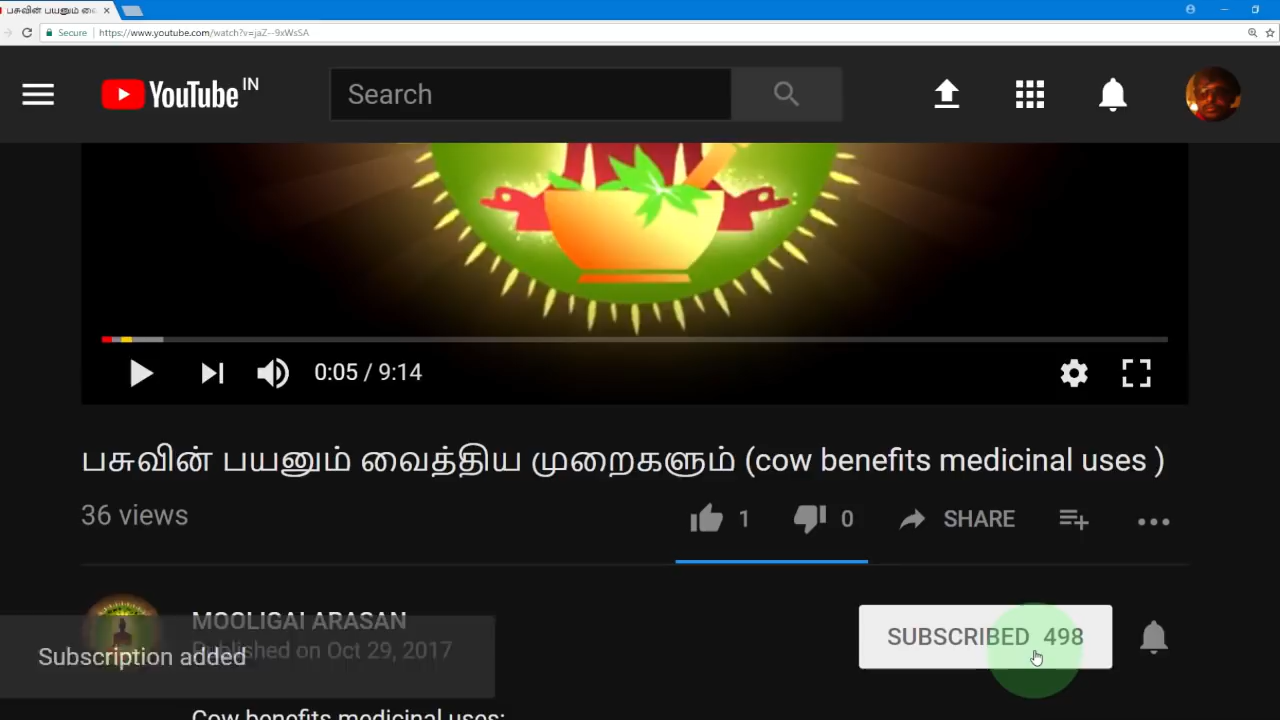 பசுவின் பயனும் வை
Secure https://www.youtube.com/watch?v=jaZ--9xWsSA
YouTube IN
Search
0:05 / 9:14
பசுவின் பயனும் வைத்திய முறைகளும் (cow benefits medicinal uses )
36 views
1
0
SHARE
MOOLIGAI ARASAN
SUBSCRIBED 498
Published on Oct 29, 2017
Subscription added
Cow benefits medicinal uses: